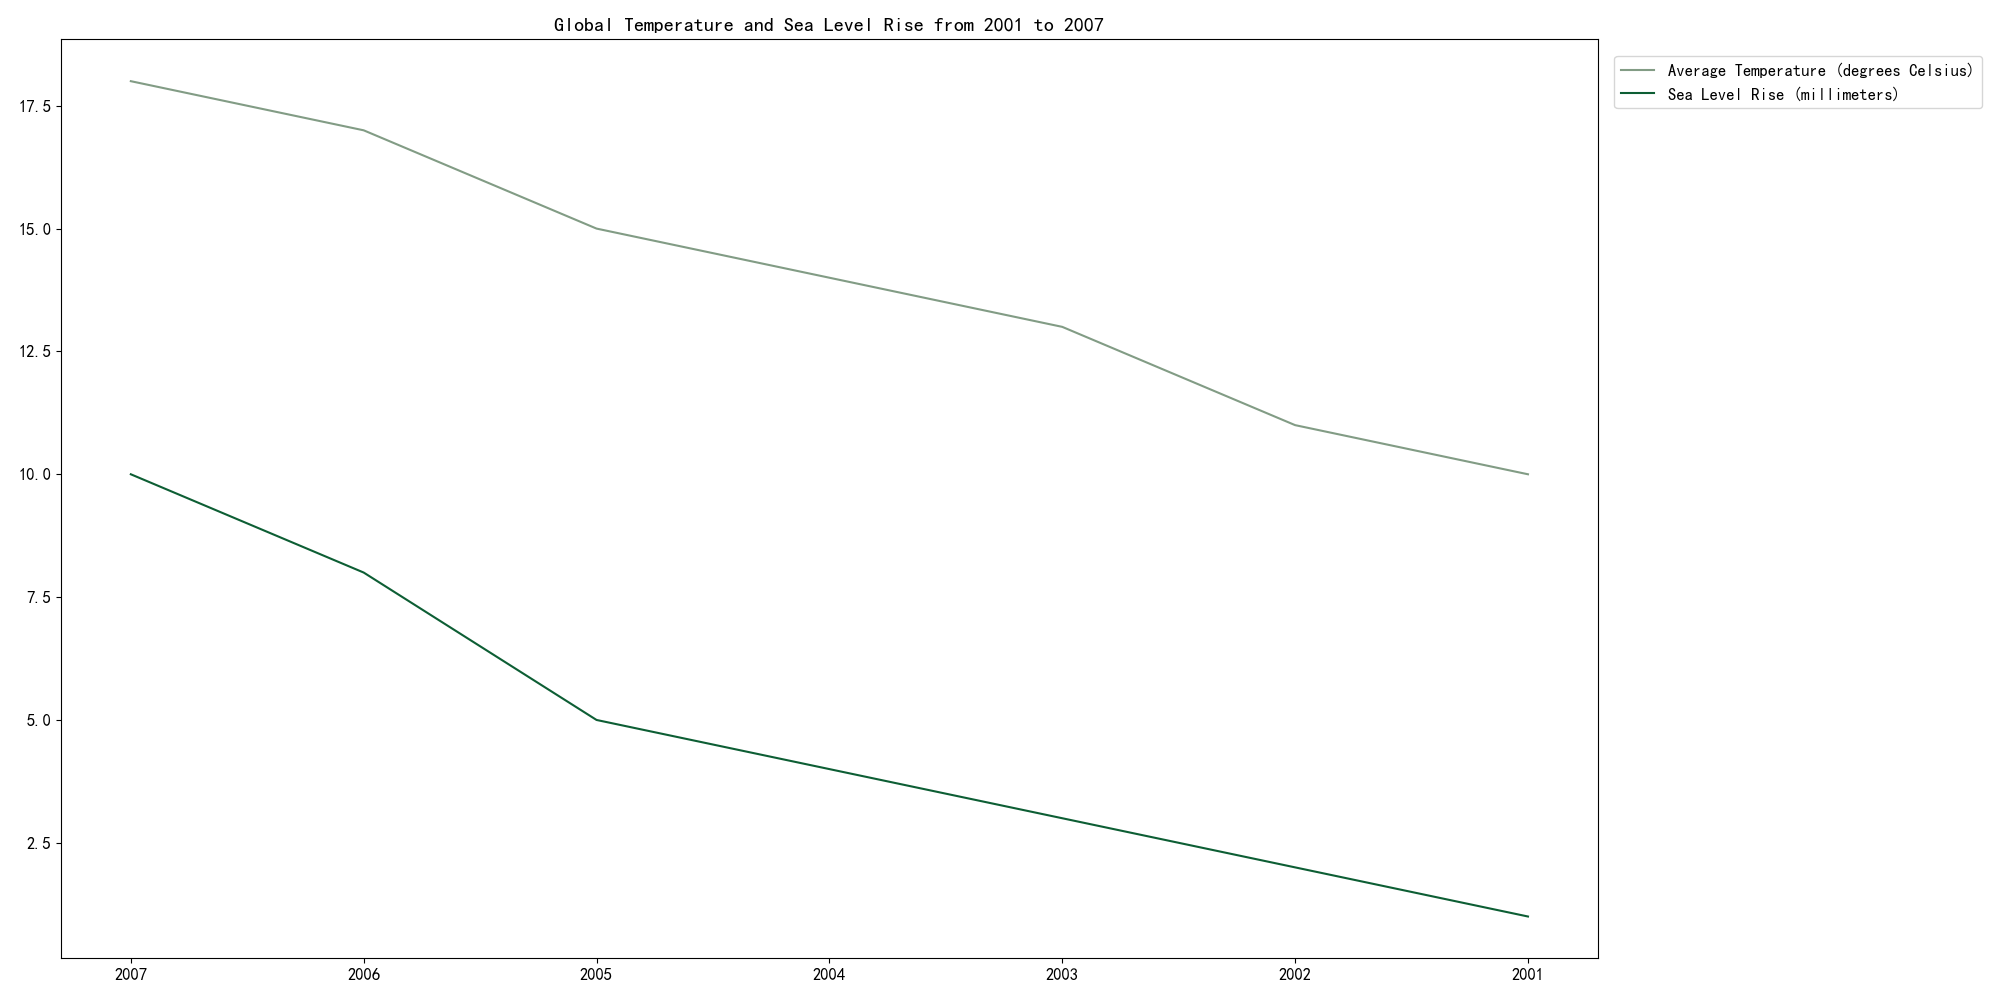 Global Temperature and Sea Level Rise from 2001 to 2007
Average Temperature (degrees Celsius)
Sea Level Rise (millimeters)
17.5
15.0
12.5
10.0
7.5
5.0
2.5
2007 2006 2005 2004 2003 2002 2001